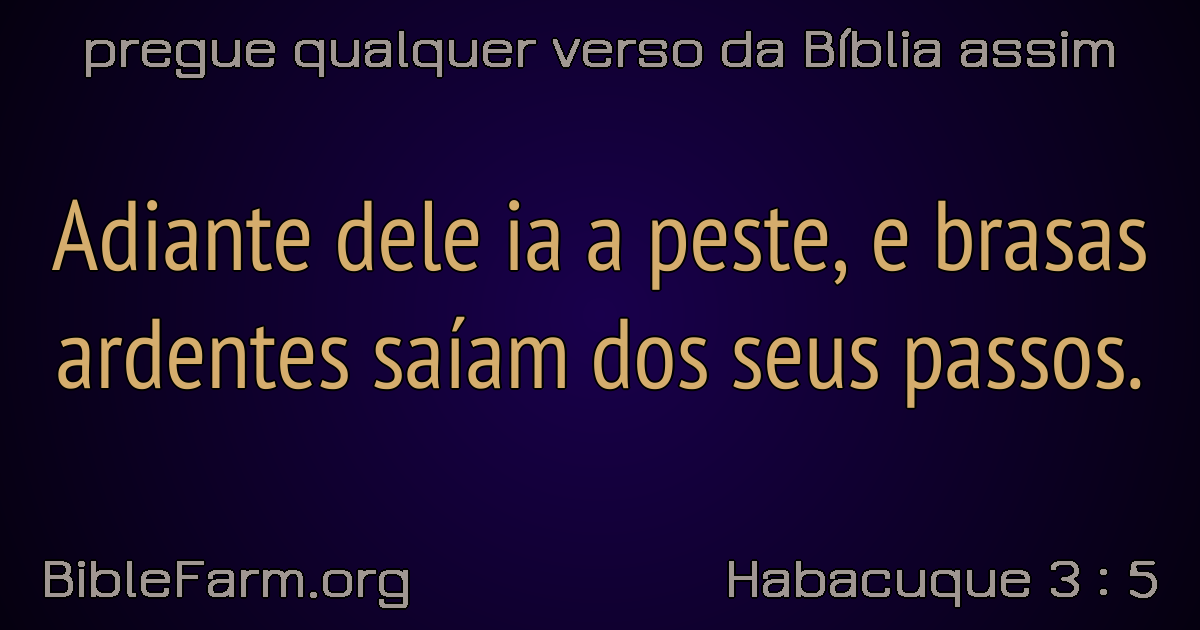 pregue qualquer verso da Bíblia assim
Adiante dele ia a peste, e brasas
ardentes saíam dos seus passos.
BibleFarm.org
Habacuque 3 : 5